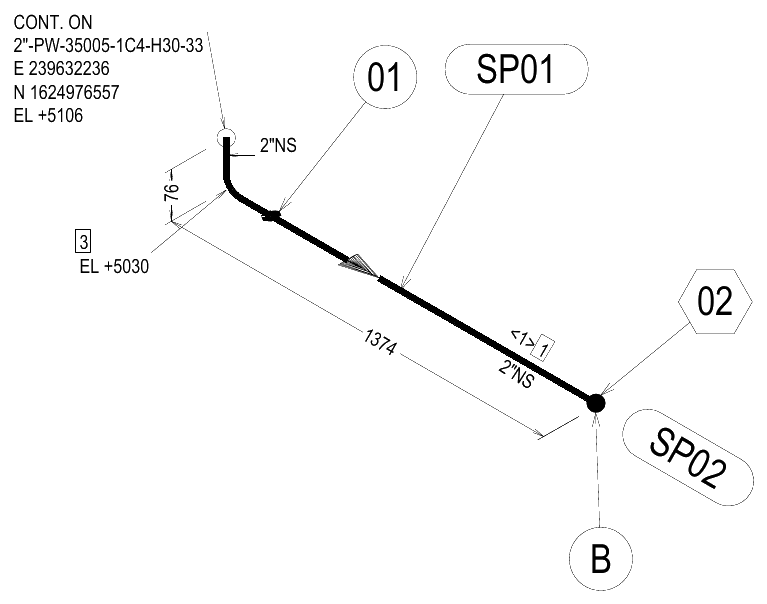 CONT. ON
2"-PW-35005-1C4-H30-33
E 239632236
N 1624976557
EL +5106
01
SP01
2"NS
76
3
EL +5030
02
1374
<1> 1
2"NS
SP02
B